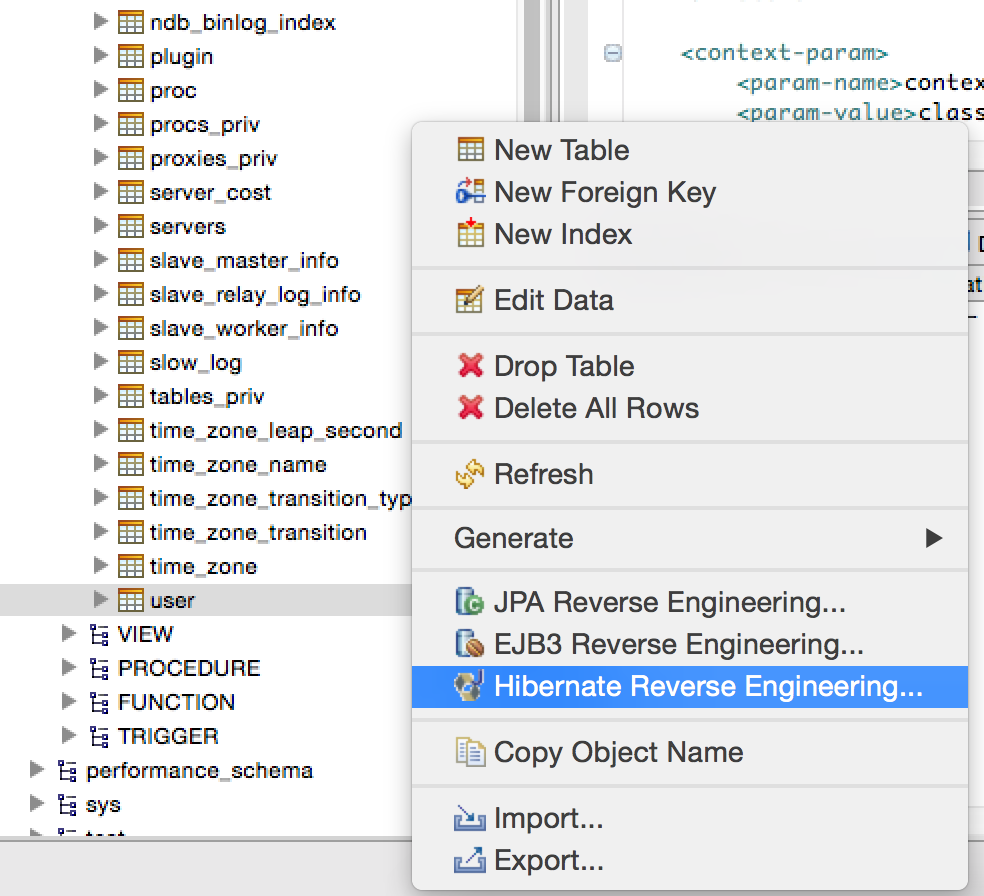 ndb_binlog_index
plugin
proc
procs_priv
proxies_priv
server_cost
servers
slave_master_info
slave_relay_log_info
slave_worker_info
slow_log
tables_priv
time_zone_leap_second
time_zone_name
time_zone_transition_typ
time_zone_transition
time_zone
user
VIEW
PROCEDURE
FUNCTION
TRIGGER
performance_schema
sys
<context-param>
<param-name>contex
<param-value>class
New Table
New Foreign Key
New Index
Edit Data
Drop Table
Delete All Rows
Refresh
Generate
JPA Reverse Engineering...
EJB3 Reverse Engineering...
Hibernate Reverse Engineering...
Copy Object Name
Import...
Export...